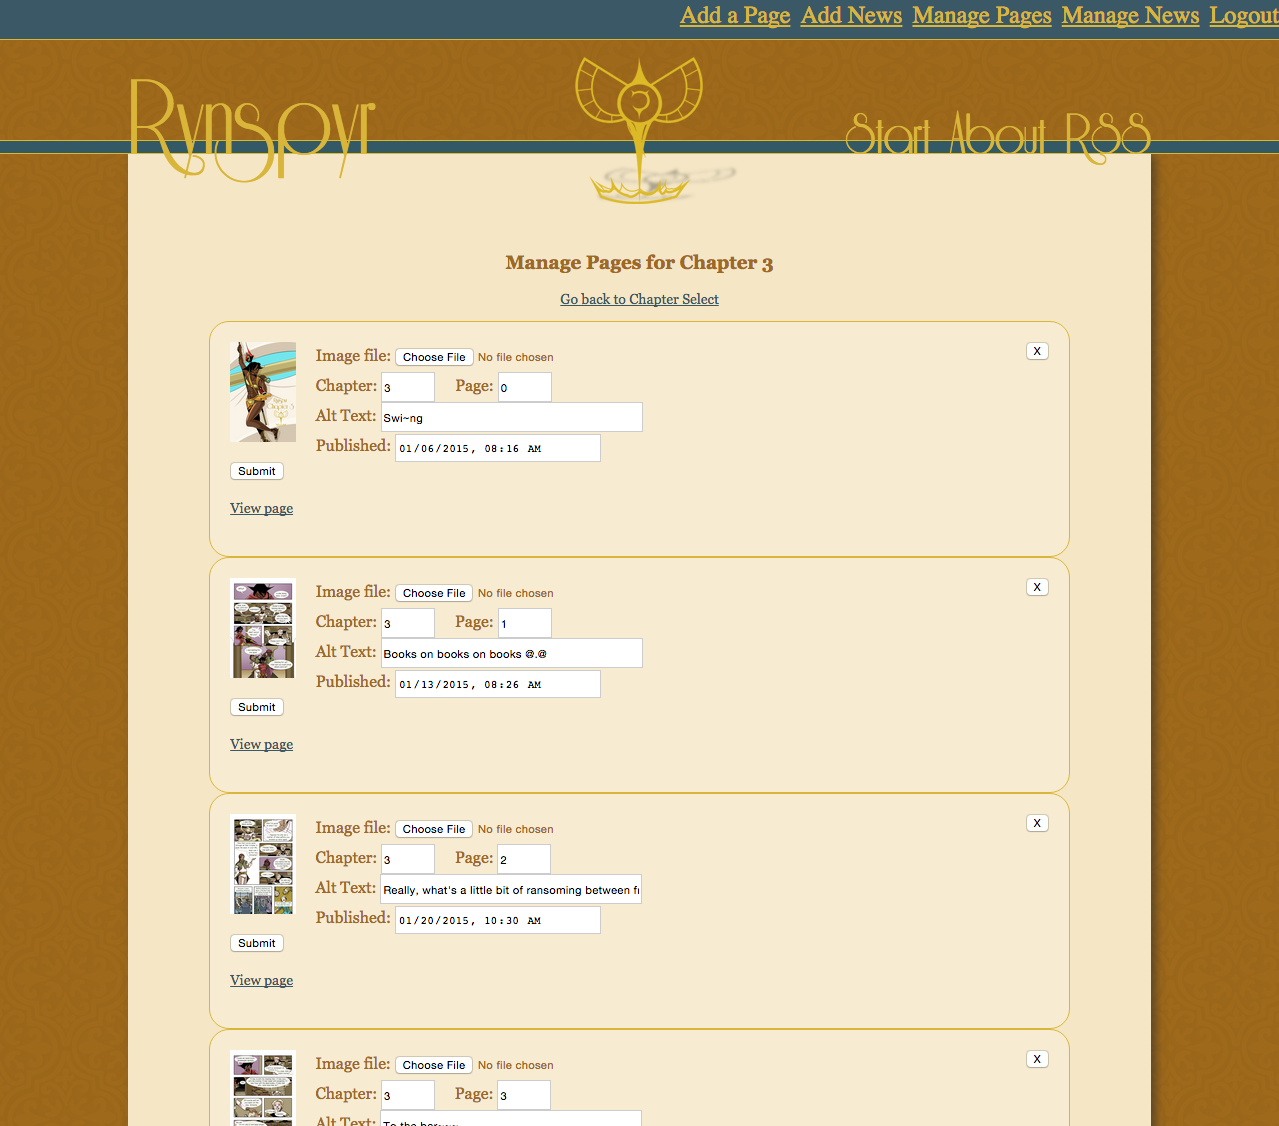 Add a Page Add News Manage Pages Manage News Logout
Rynspyr
Start About RSS
Manage Pages for Chapter 3
Go back to Chapter Select
Image file: Choose File No file chosen X
Chapter: 3 Page: 0
Alt Text: Swi~ng
Published: 01/06/2015, 08:16 AM
Submit
View page
Image file: Choose File No file chosen X
Chapter: 3 Page: 1
Alt Text: Books on books on books @.@
Published: 01/13/2015, 08:26 AM
Submit
View page
Image file: Choose File No file chosen X
Chapter: 3 Page: 2
Alt Text: Really, what's a little bit of ransoming between
Published: 01/20/2015, 10:30 AM
Submit
View page
Image file: Choose File No file chosen X
Chapter: 3 Page: 3
Alt Text: To the